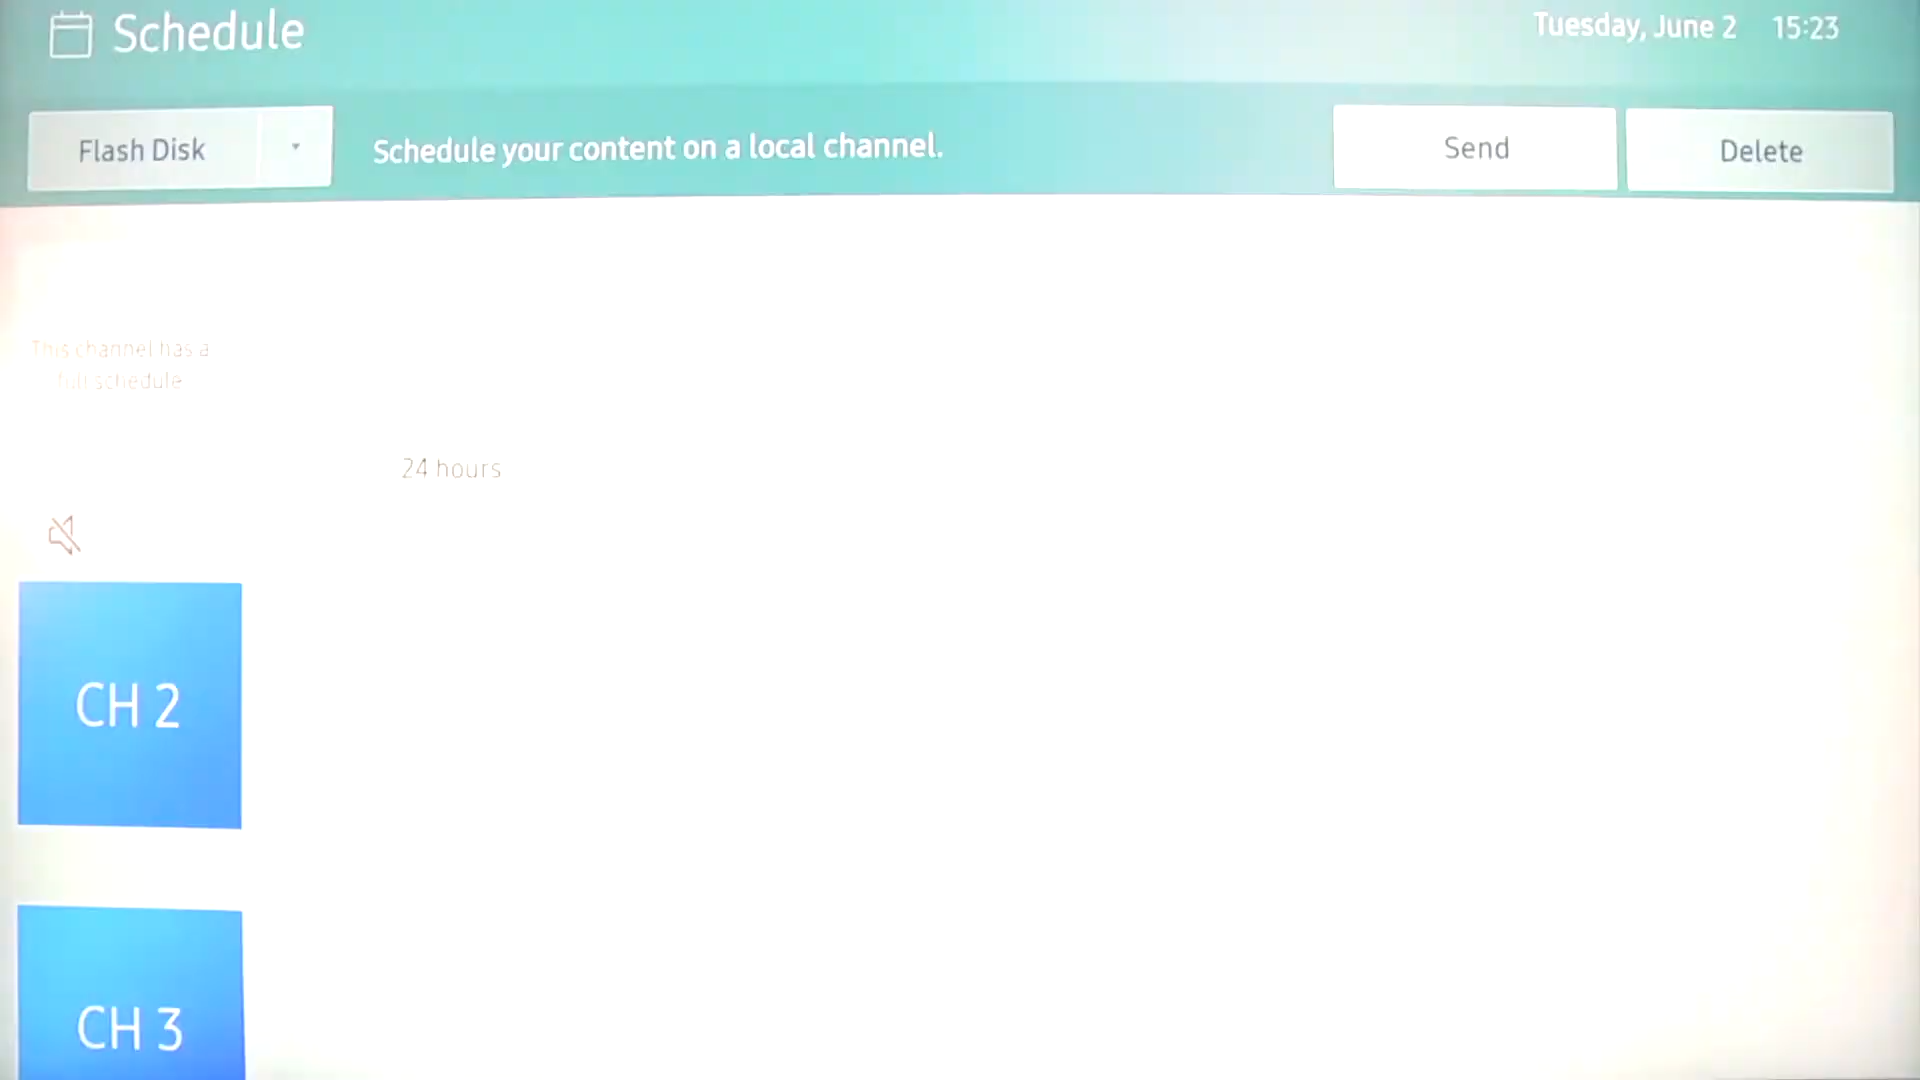 Schedule
Tuesday, June 2 15:23
Flash Disk
Schedule your content on a local channel.
Send
Delete
This channel has a
full schedule
24 hours
CH 2
CH 3